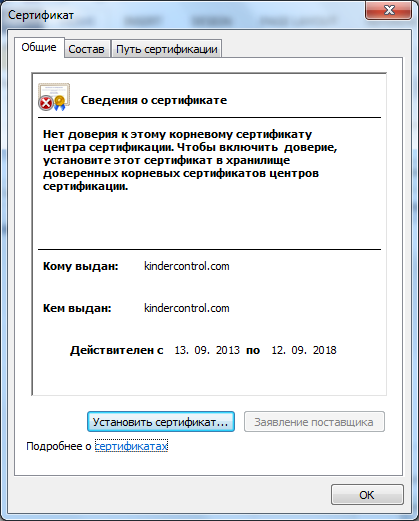 Сертификат
Общие Состав Путь сертификации
Сведения о сертификате
Нет доверия к этому корневому сертификату
центра сертификации. Чтобы включить доверие,
установите этот сертификат в хранилище
доверенных корневых сертификатов центров
сертификации.
Кому выдан: kindercontrol.com
Кем выдан: kindercontrol.com
Действителен с 13. 09. 2013 по 12. 09. 2018
Установить сертификат... Заявление поставщика
Подробнее о сертификатах
ОК